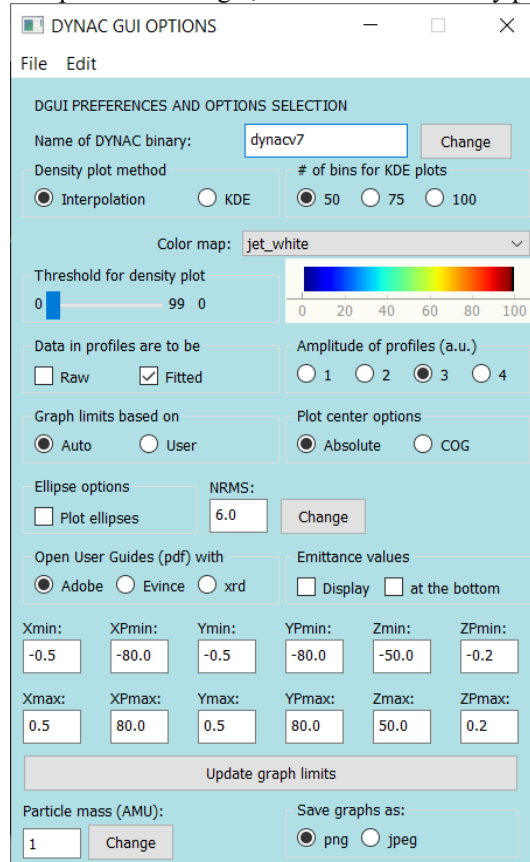 DYNAC GUI OPTIONS
File Edit
DGUI PREFERENCES AND OPTIONS SELECTION
Name of DYNAC binary: dynacv7 Change
Density plot method # of bins for KDE plots
Interpolation KDE 50 75 100
Color map: jet_white
Threshold for density plot
0 99 0
0 20 40 60 80 100
Data in profiles are to be Amplitude of profiles (a.u.)
Raw Fitted 1 2 3 4
Graph limits based on Plot center options
Auto User Absolute COG
Ellipse options NRMS:
Plot ellipses 6.0 Change
Open User Guides (pdf) with Emittance values
Adobe Evince xrd Display at the bottom
Xmin: XPmin: Ymin: YPmin: Zmin: ZPmin:
-0.5 -80.0 -0.5 -80.0 -50.0 -0.2
Xmax: XPmax: Ymax: YPmax: Zmax: ZPmax:
0.5 80.0 0.5 80.0 50.0 0.2
Update graph limits
Particle mass (AMU): Save graphs as:
1 Change png jpeg